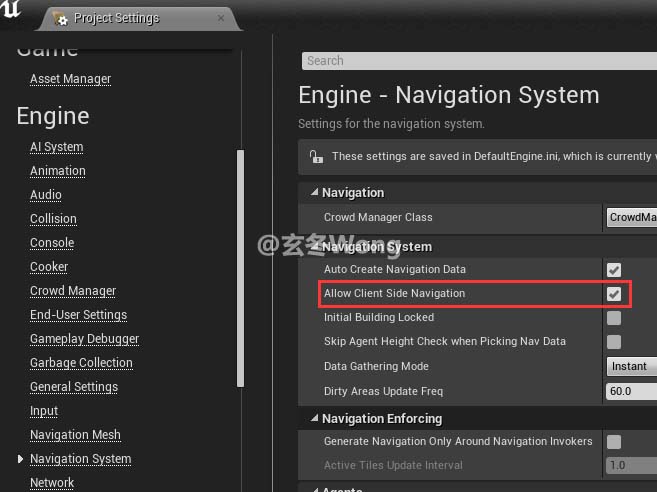 Project Settings
Game
Asset Manager
Engine
AI System
Animation
Audio
Collision
Console
Cooker
Crowd Manager
End-User Settings
Gameplay Debugger
Garbage Collection
General Settings
Input
Navigation Mesh
Navigation System
Network
Search
Engine - Navigation System
Settings for the navigation system.
These settings are saved in DefaultEngine.ini, which is currently w
Navigation
Crowd Manager Class
CrowdMa
Navigation System
Auto Create Navigation Data
Allow Client Side Navigation
Initial Building Locked
Skip Agent Height Check when Picking Nav Data
Data Gathering Mode
Instant
Dirty Areas Update Freq
60.0
Navigation Enforcing
Generate Navigation Only Around Navigation Invokers
Active Tiles Update Interval
1.0
Agents
@玄冬Wong